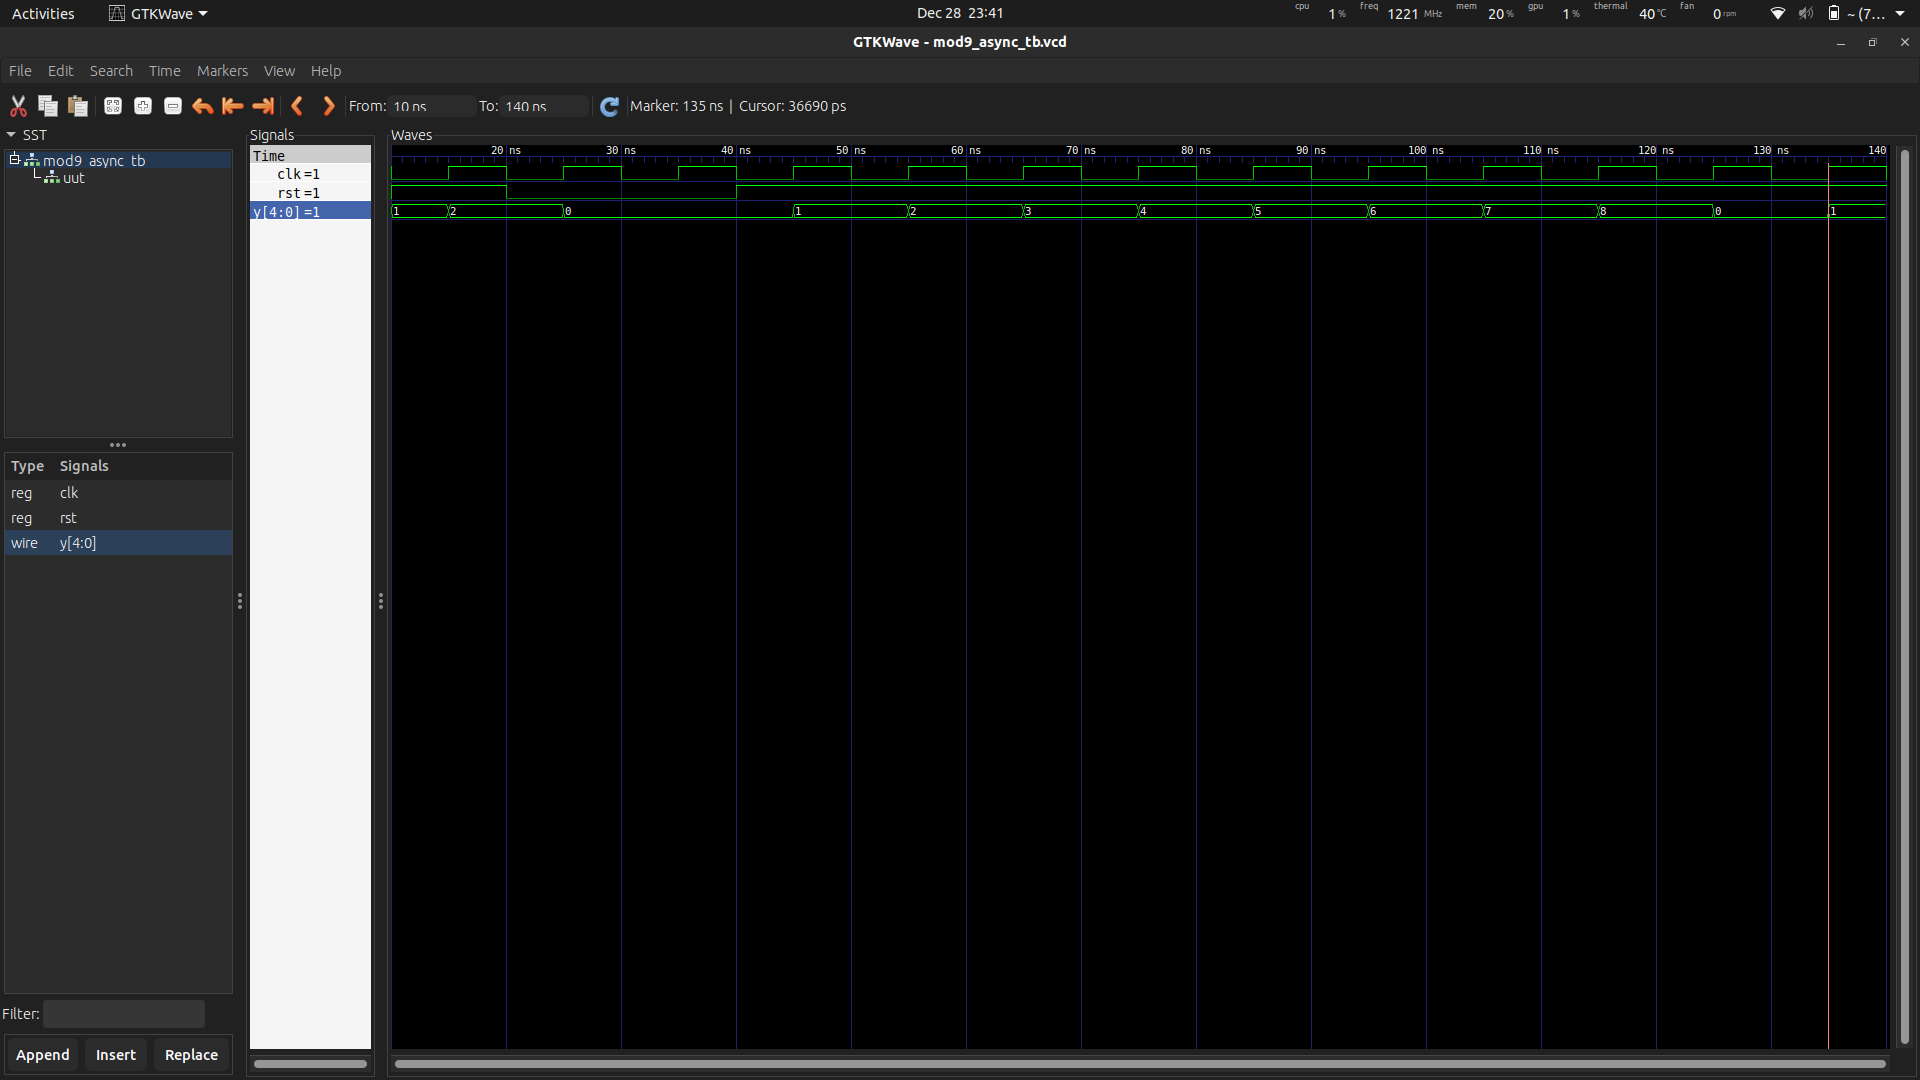 Activities GTKWave Dec 28 23:41 cpu 1 % freq 1221 MHz mem 20 % gpu 1 % thermal 40 °C fan 0 rpm ~ (7...
GTKWave - mod9_async_tb.vcd
File Edit Search Time Markers View Help
From: 10 ns To: 140 ns Marker: 135 ns | Cursor: 36690 ps
SST
mod9_async_tb
uut
Type Signals
reg clk
reg rst
wire y[4:0]
Filter:
Append Insert Replace
Signals
Time
clk=1
rst=1
y[4:0]=1
Waves
20 ns 30 ns 40 ns 50 ns 60 ns 70 ns 80 ns 90 ns 100 ns 110 ns 120 ns 130 ns 140
1 2 0 1 2 3 4 5 6 7 8 0 1